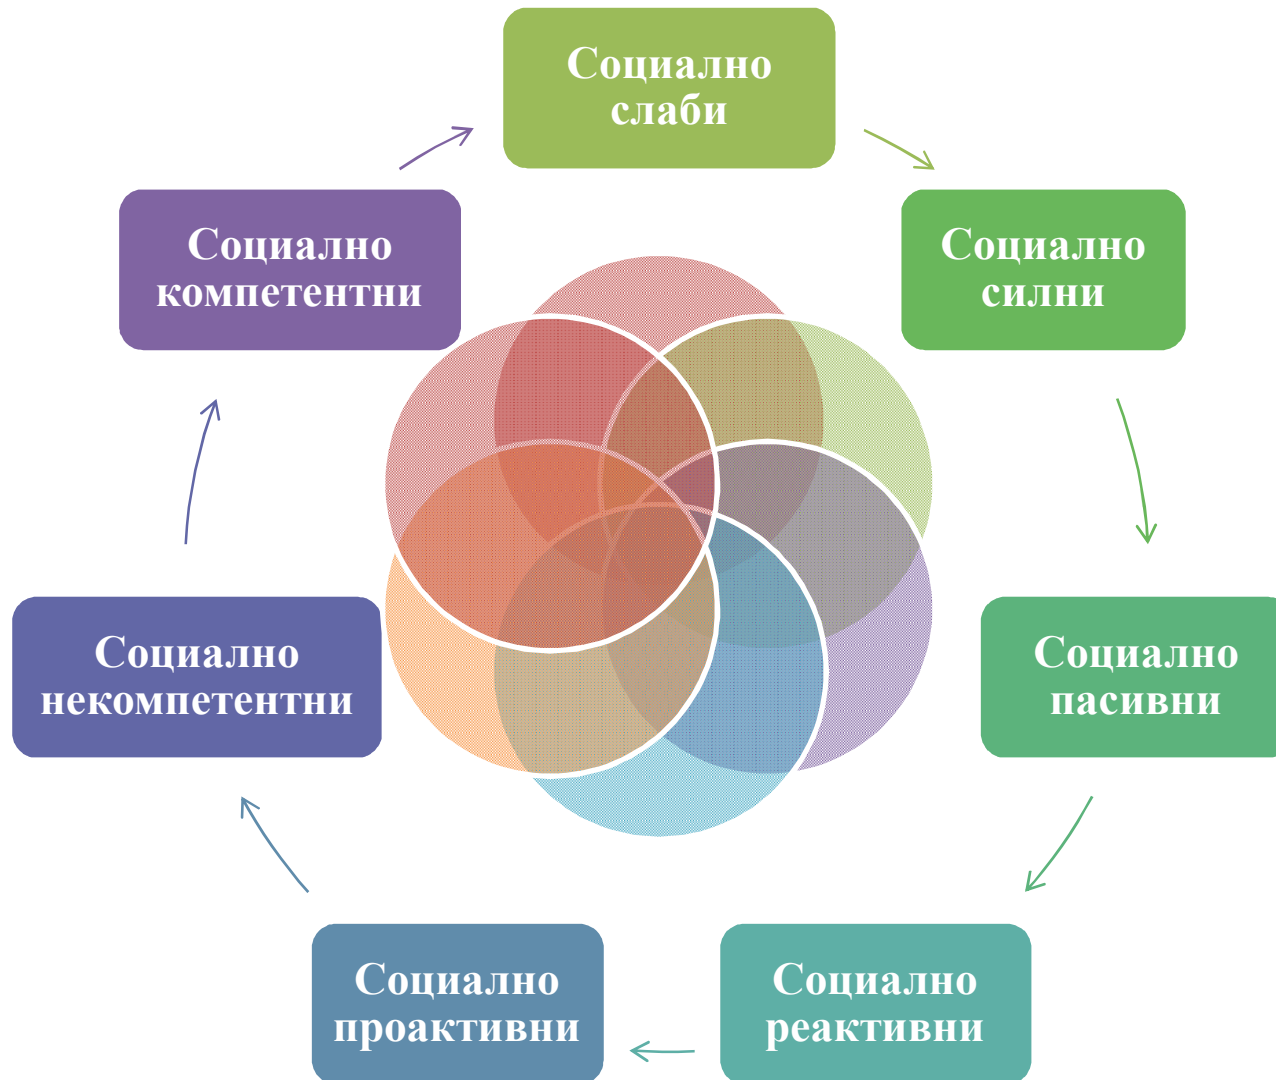 Социално
слаби
Социално
силни
Социално
пасивни
Социално
реактивни
Социално
проактивни
Социално
некомпетентни
Социално
компетентни